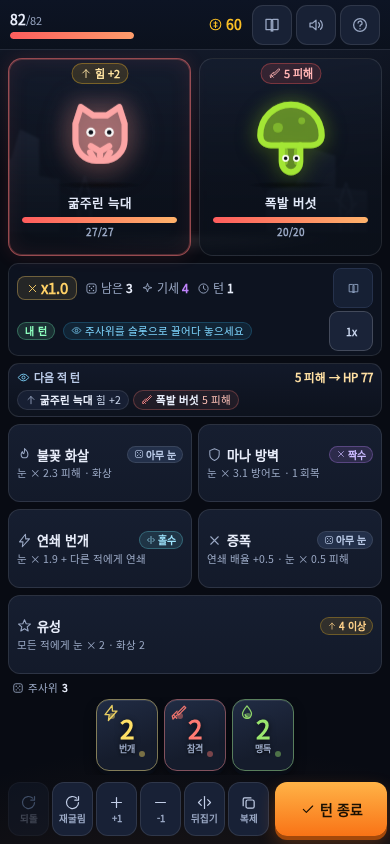 82/82
60
힘 +2
5 피해
굶주린 늑대
폭발 버섯
27/27
20/20
x1.0 남은 3 기세 4 턴 1
내 턴 주사위를 슬롯으로 끌어다 놓으세요 1x
다음 적 턴 5 피해 → HP 77
굶주린 늑대 힘 +2 폭발 버섯 5 피해
불꽃 화살 아무 눈
눈 × 2.3 피해 · 화상
마나 방벽 짝수
눈 × 3.1 방어도 · 1 회복
연쇄 번개 홀수
눈 × 1.9 + 다른 적에게 연쇄
증폭 아무 눈
연쇄 배율 +0.5 · 눈 × 0.5 피해
유성 4 이상
모든 적에게 눈 × 2 · 화상 2
주사위 3
2 2 2
번개 참격 맹독
되돌 재굴림 +1 -1 뒤집기 복제 턴 종료